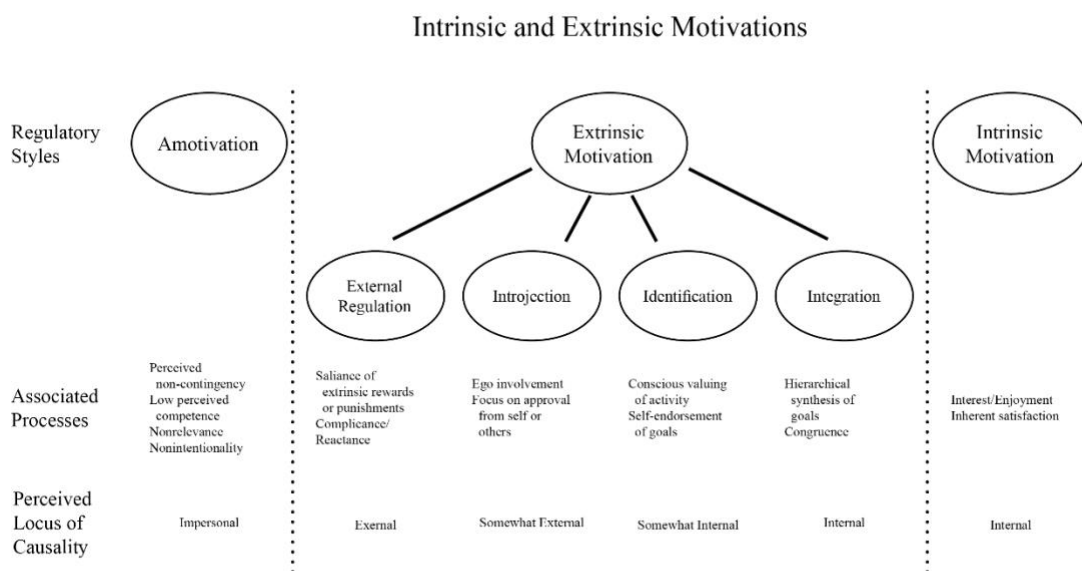 Intrinsic and Extrinsic Motivations
Regulatory
Styles
Amotivation
Extrinsic
Motivation
Intrinsic
Motivation
External
Regulation
Introjection
Identification
Integration
Associated
Processes
Perceived
non-contingency
Low perceived
competence
Nonrelevance
Nonintentionality
Saliance of
extrinsic rewards
or punishments
Complicance/
Reactance
Ego involvement
Focus on approval
from self or
others
Conscious valuing
of activity
Self-endorsement
of goals
Hierarchical
synthesis of
goals
Congruence
Interest/Enjoyment
Inherent satisfaction
Perceived
Locus of
Causality
Impersonal
Exernal
Somewhat External
Somewhat Internal
Internal
Internal